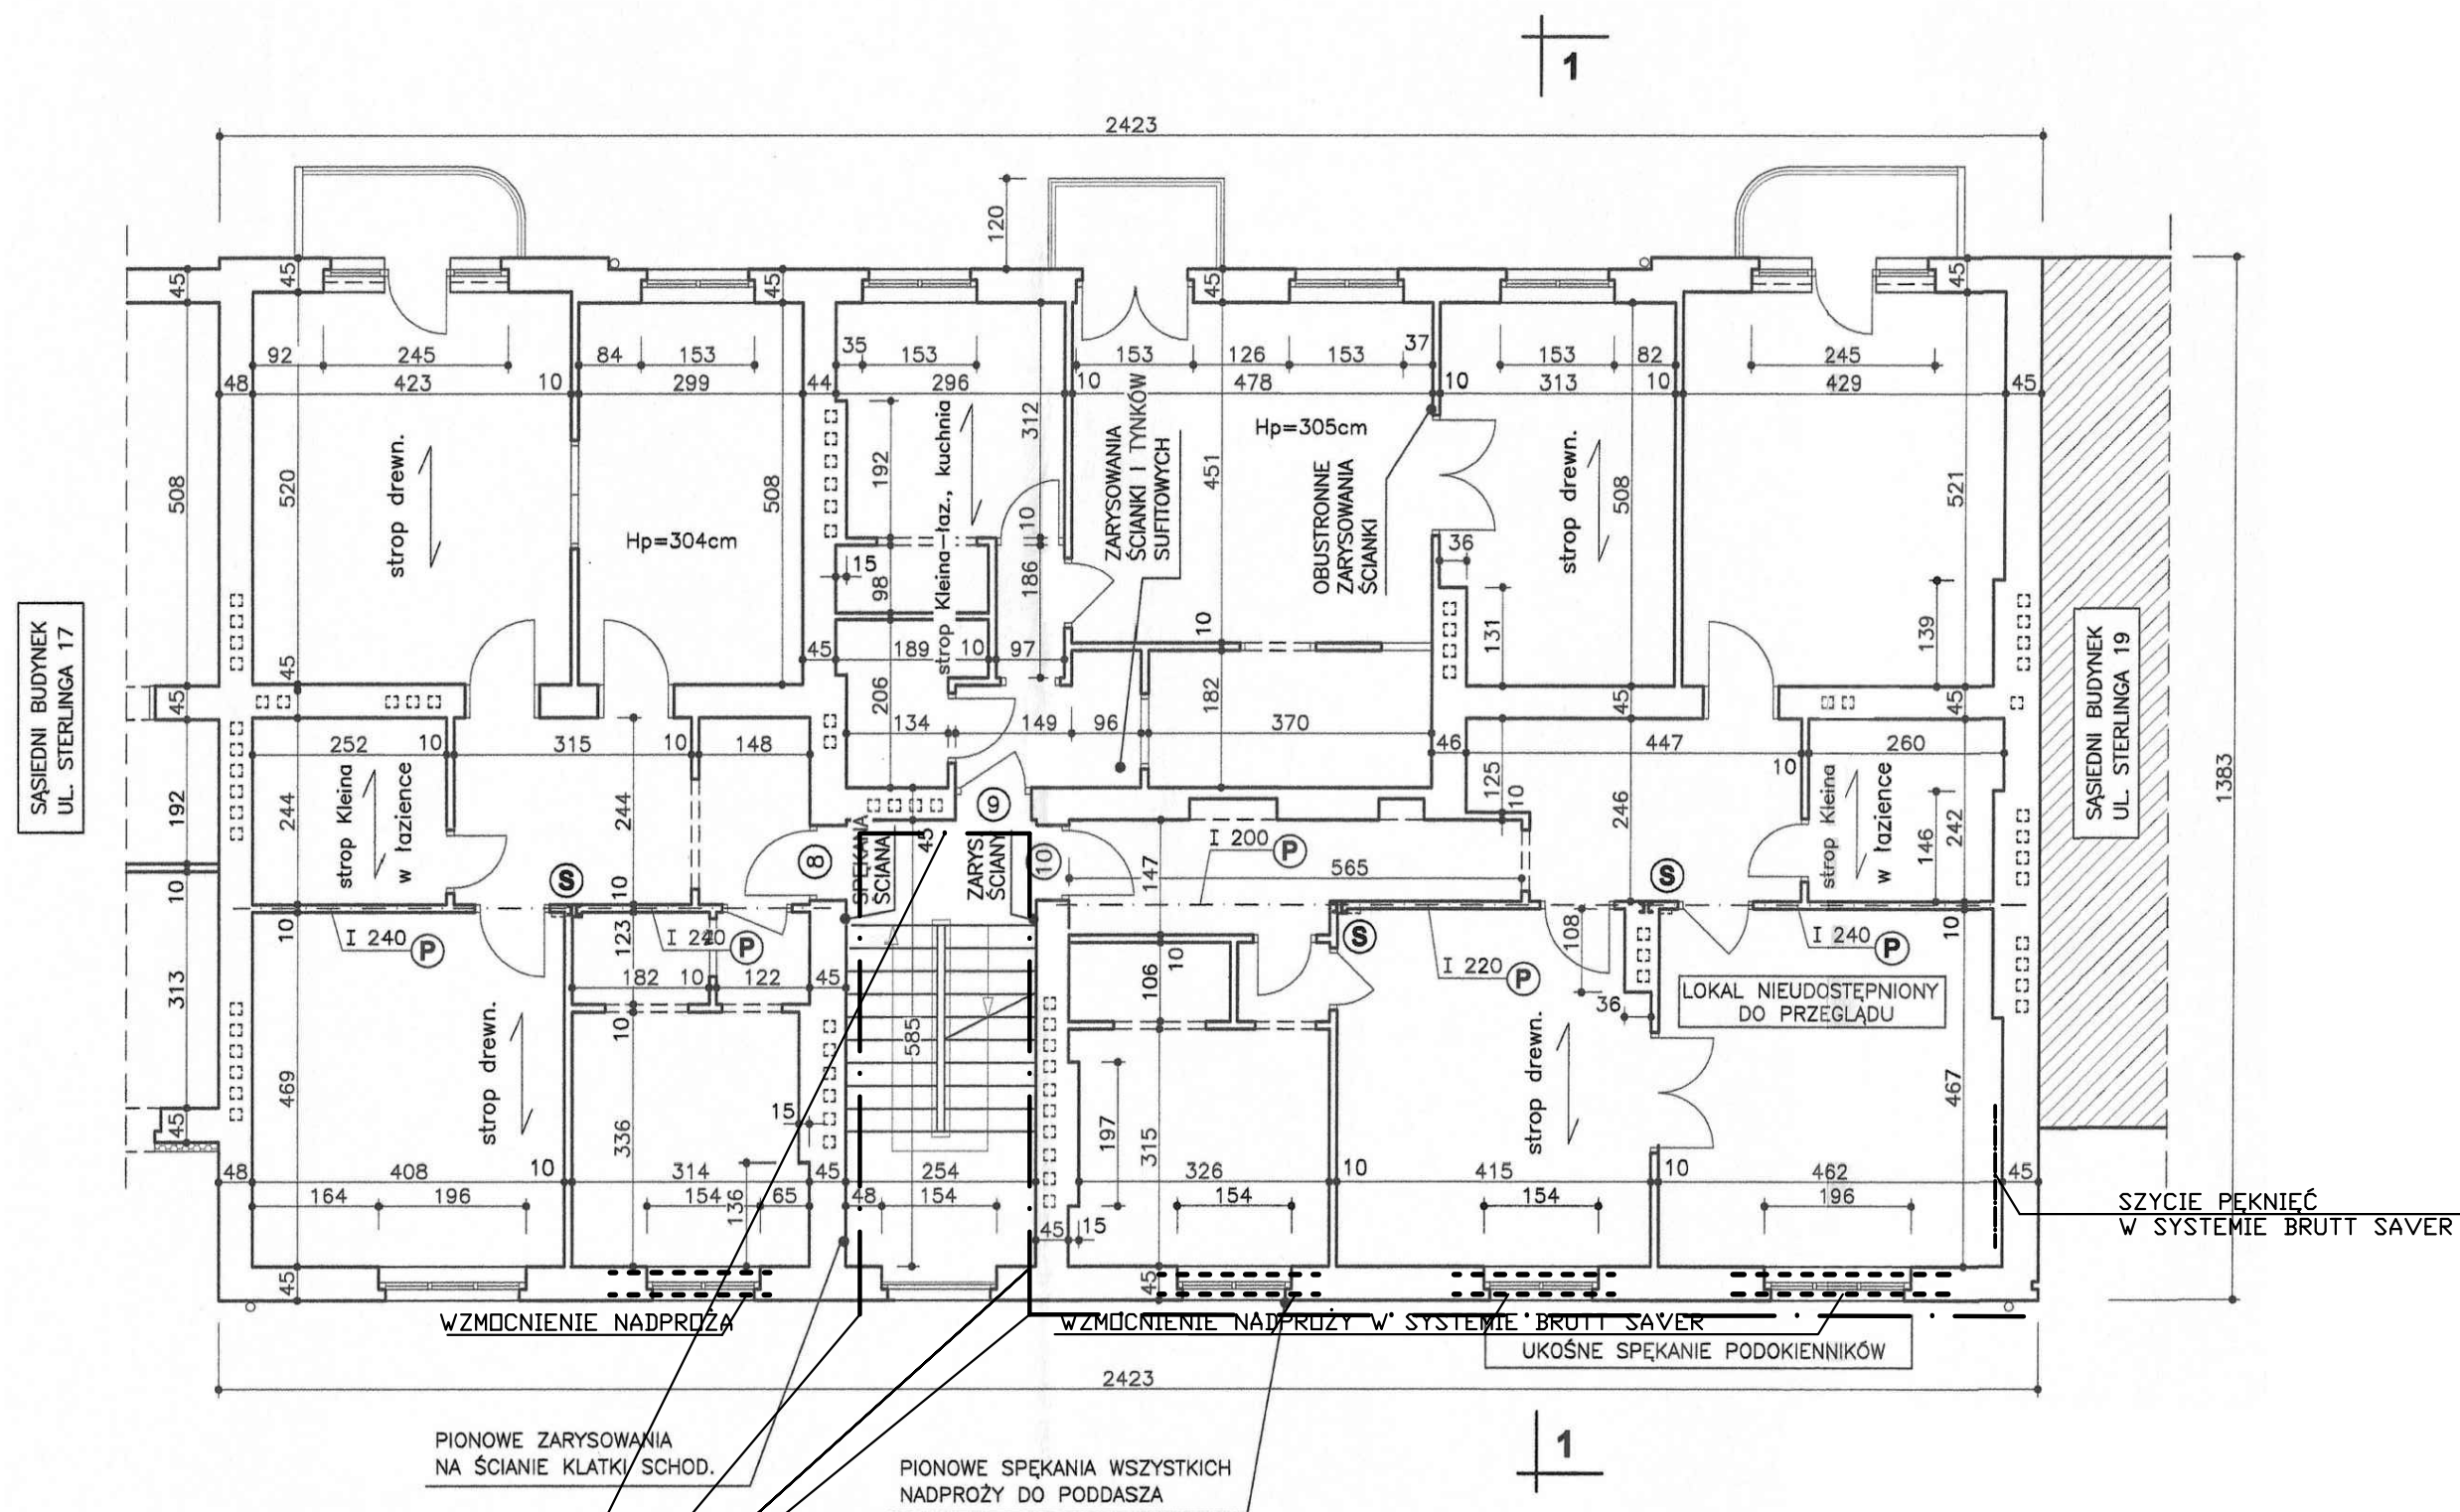 1
2423
120
45
45
45
45
45
92
245
84
153
35
153
153
126
153
37
153
82
245
48
423
10
299
44
296
10
478
10
313
10
429
45
strop drewn.
Hp=304cm
strop Kleina-łaz., kuchnia
ZARYSOWANIA
ŚCIANKI I TYNKÓW
SUFITOWYCH
Hp=305cm
OBUSTRONNE
ZARYSOWANIA
ŚCIANKI
strop drewn.
508
520
508
192
312
10
186
451
508
521
36
15
98
131
139
SĄSIEDNI BUDYNEK
UL. STERLINGA 17
SĄSIEDNI BUDYNEK
UL. STERLINGA 19
1383
45
189
10
97
10
45
45
206
182
45
45
134
149
96
370
252
10
315
10
148
46
447
10
260
192
244
strop Kleina
w łazience
244
125
10
246
strop Kleina
w łazience
146
242
9
8
SPĘKANA
ŚCIANA
45
ZARYS.
ŚCIANY
10
147
I 200
P
565
S
S
S
10
10
10
I 240
P
123
I 240
P
182
10
122
45
106
10
I 220
P
108
I 240
P
10
36
LOKAL NIEUDOSTĘPNIONY
DO PRZEGLĄDU
313
469
strop drewn.
10
336
15
585
197
315
strop drewn.
467
45
48
408
10
314
45
254
326
10
415
10
462
45
164
196
154
65
136
48
154
154
154
196
45
15
45
45
SZYCIE PĘKNIĘĆ
W SYSTEMIE BRUTT SAVER
WZMOCNIENIE NADPROŻA
WZMOCNIENIE NADPROŻY W SYSTEMIE BRUTT SAVER
UKOŚNE SPĘKANIE PODOKIENNIKÓW
2423
PIONOWE ZARYSOWANIA
NA ŚCIANIE KLATKI SCHOD.
PIONOWE SPĘKANIA WSZYSTKICH
NADPROŻY DO PODDASZA
1